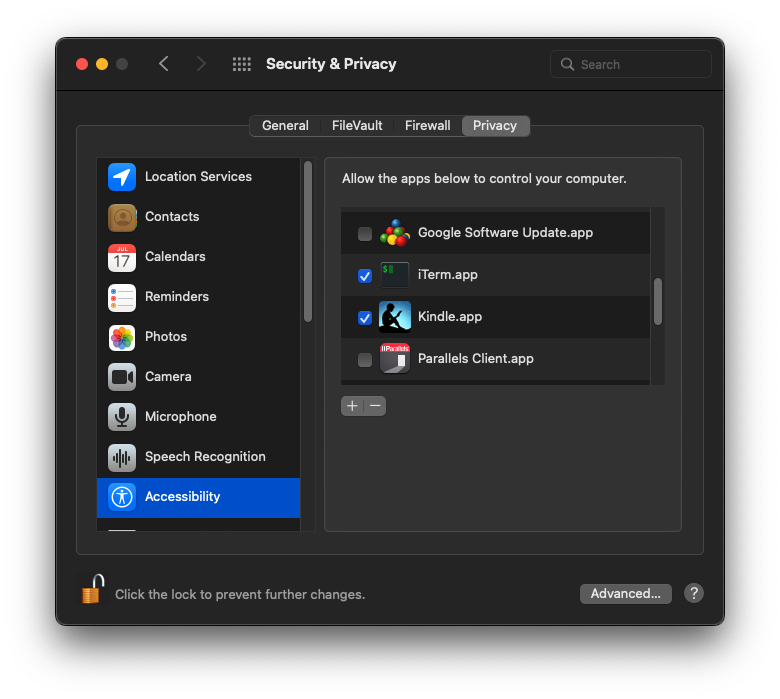 Security & Privacy
Search
General
FileVault
Firewall
Privacy
Location Services
Contacts
JUL
17
Calendars
Reminders
Photos
Camera
Microphone
Speech Recognition
Accessibility
Allow the apps below to control your computer.
Google Software Update.app
$
iTerm.app
Kindle.app
Parallels
Parallels Client.app
+ −
Click the lock to prevent further changes.
Advanced...
?